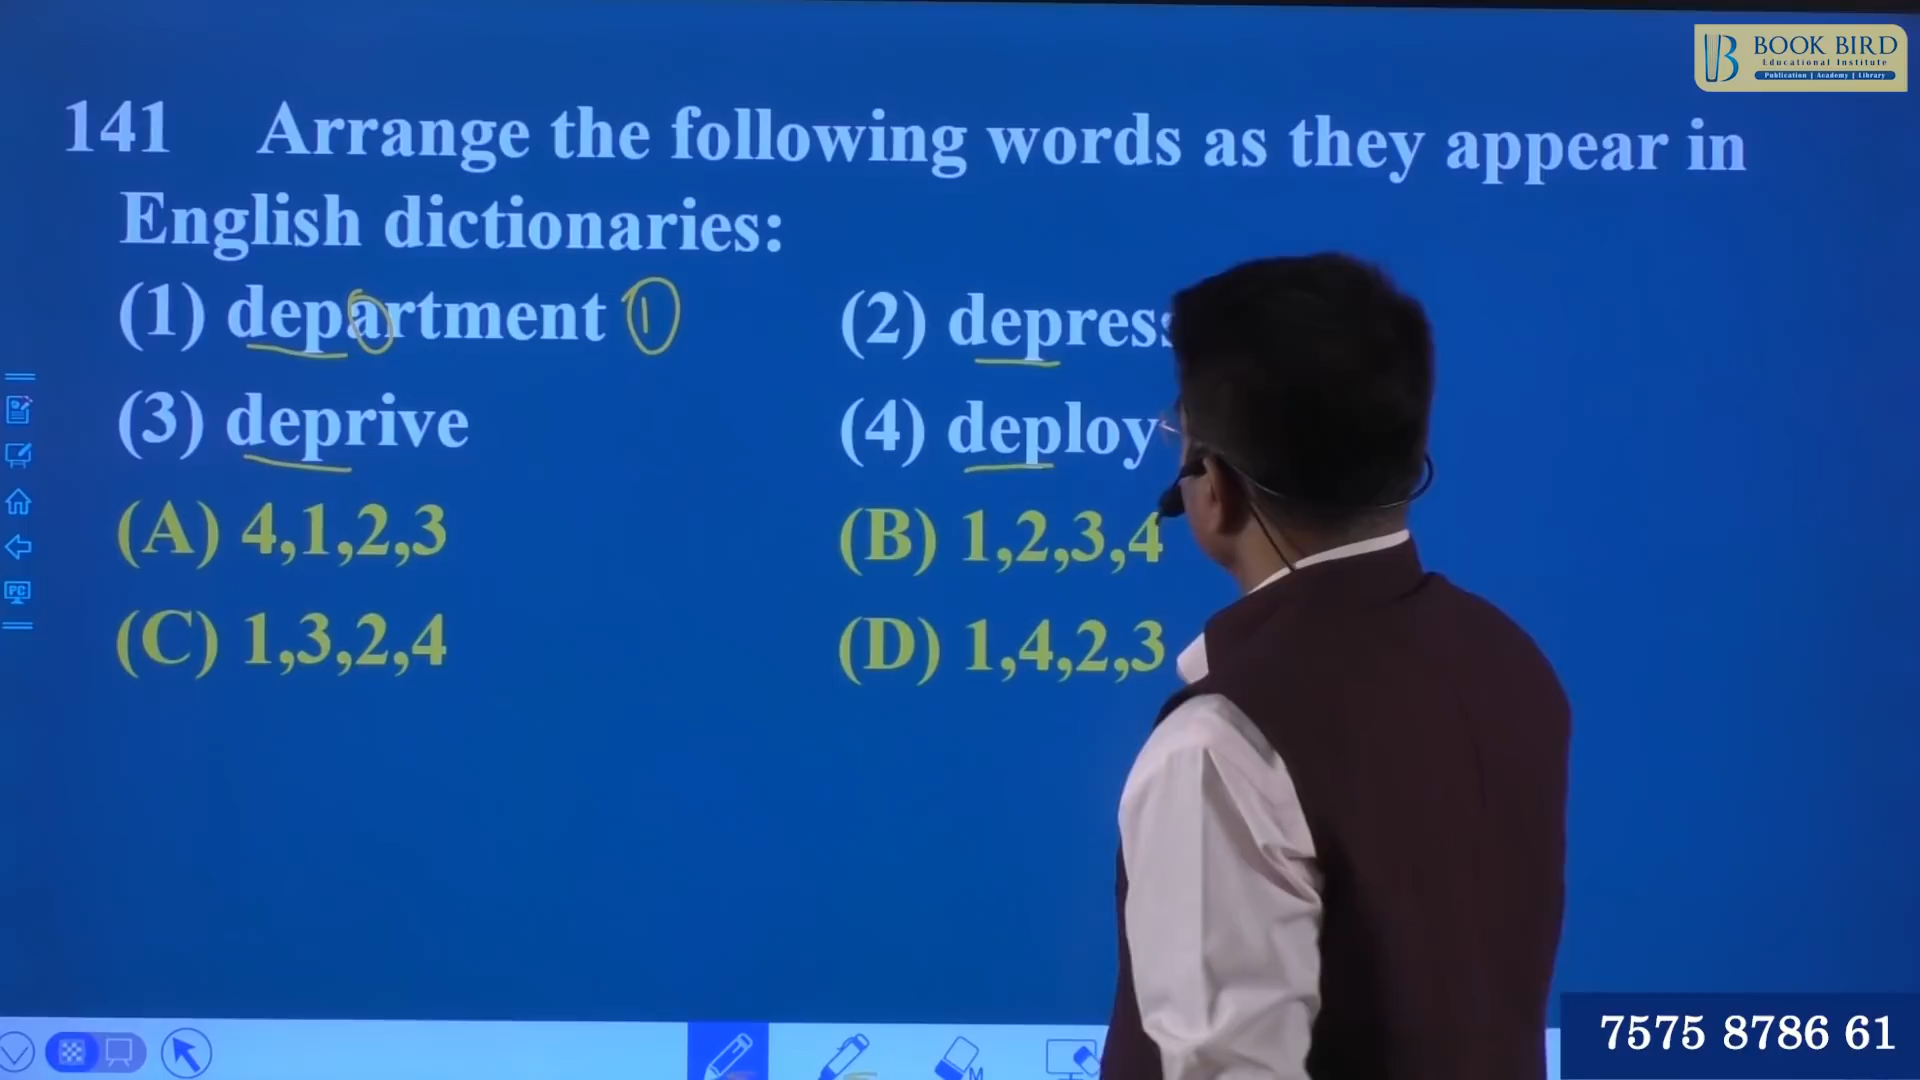 BOOK BIRD
Educational Institute
Publication | Academy | Library
141 Arrange the following words as they appear in
English dictionaries:
(1) department 1 (2) depress
(3) deprive (4) deploy
(A) 4,1,2,3 (B) 1,2,3,4
(C) 1,3,2,4 (D) 1,4,2,3
PC
M
7575 8786 61